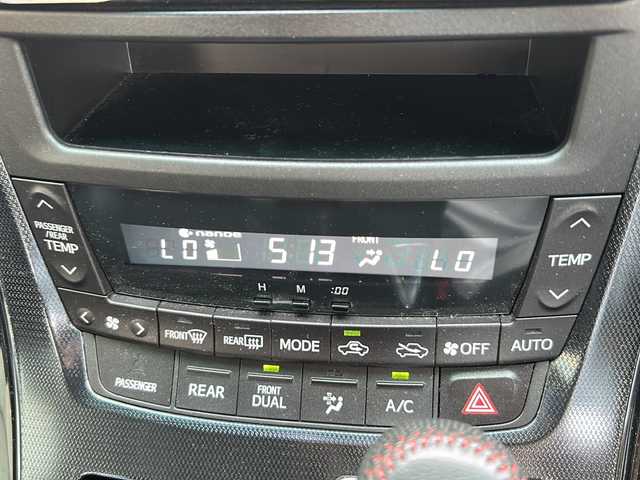 nanoe
FRONT
LO 5:13 LO
PASSENGER
/REAR
TEMP
TEMP
H M :00
FRONT REAR MODE OFF AUTO
PASSENGER REAR FRONT
DUAL A/C